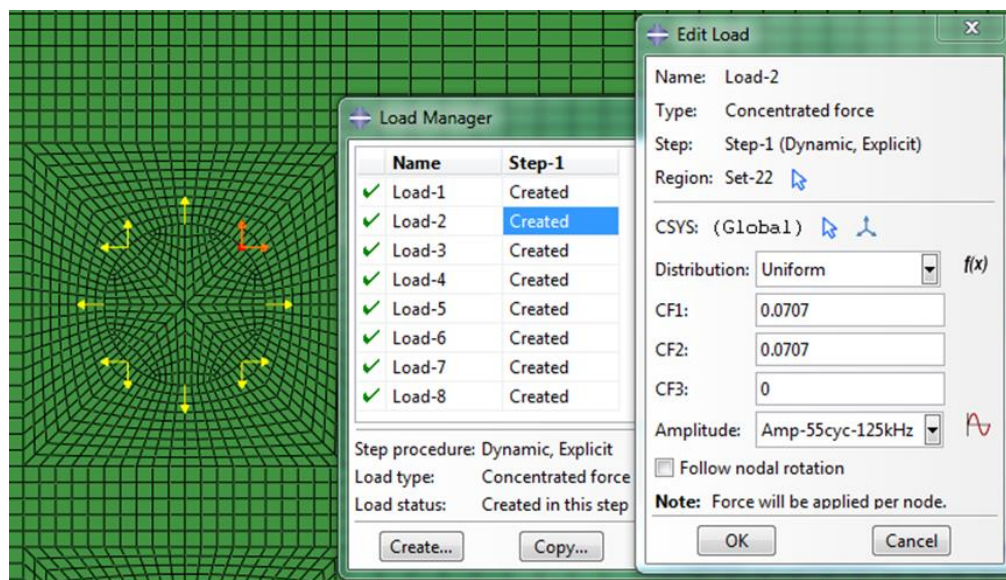 Load Manager
Name Step-1
Load-1 Created
Load-2 Created
Load-3 Created
Load-4 Created
Load-5 Created
Load-6 Created
Load-7 Created
Load-8 Created
Step procedure: Dynamic, Explicit
Load type: Concentrated force
Load status: Created in this step
Create... Copy...
Edit Load
Name: Load-2
Type: Concentrated force
Step: Step-1 (Dynamic, Explicit)
Region: Set-22
CSYS: (Global)
Distribution: Uniform f(x)
CF1: 0.0707
CF2: 0.0707
CF3: 0
Amplitude: Amp-55cyc-125kHz
Follow nodal rotation
Note: Force will be applied per node.
OK Cancel